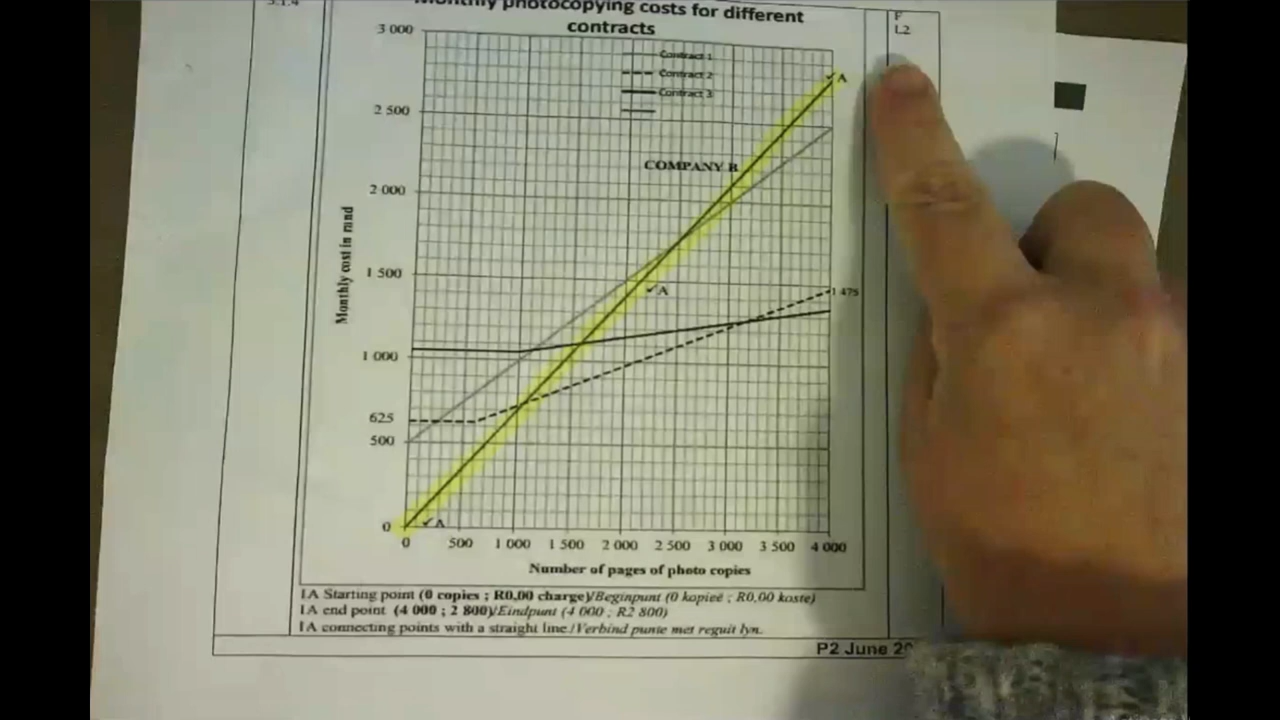 3.1.4
Monthly photocopying costs for different
contracts
F
L2
3 000
Contract 1
Contract 2
Contract 3
✓A
2 500
COMPANY B
2 000
Monthly cost in rand
1 500
✓A
1 475
1 000
625
500
0
✓A
0 500 1 000 1 500 2 000 2 500 3 000 3 500 4 000
Number of pages of photo copies
1A Starting point (0 copies ; R0,00 charge)/Beginpunt (0 kopieë ; R0,00 koste)
1A end point (4 000 ; 2 800)/Eindpunt (4 000 ; R2 800)
1A connecting points with a straight line./Verbind punte met reguit lyn.
P2 June